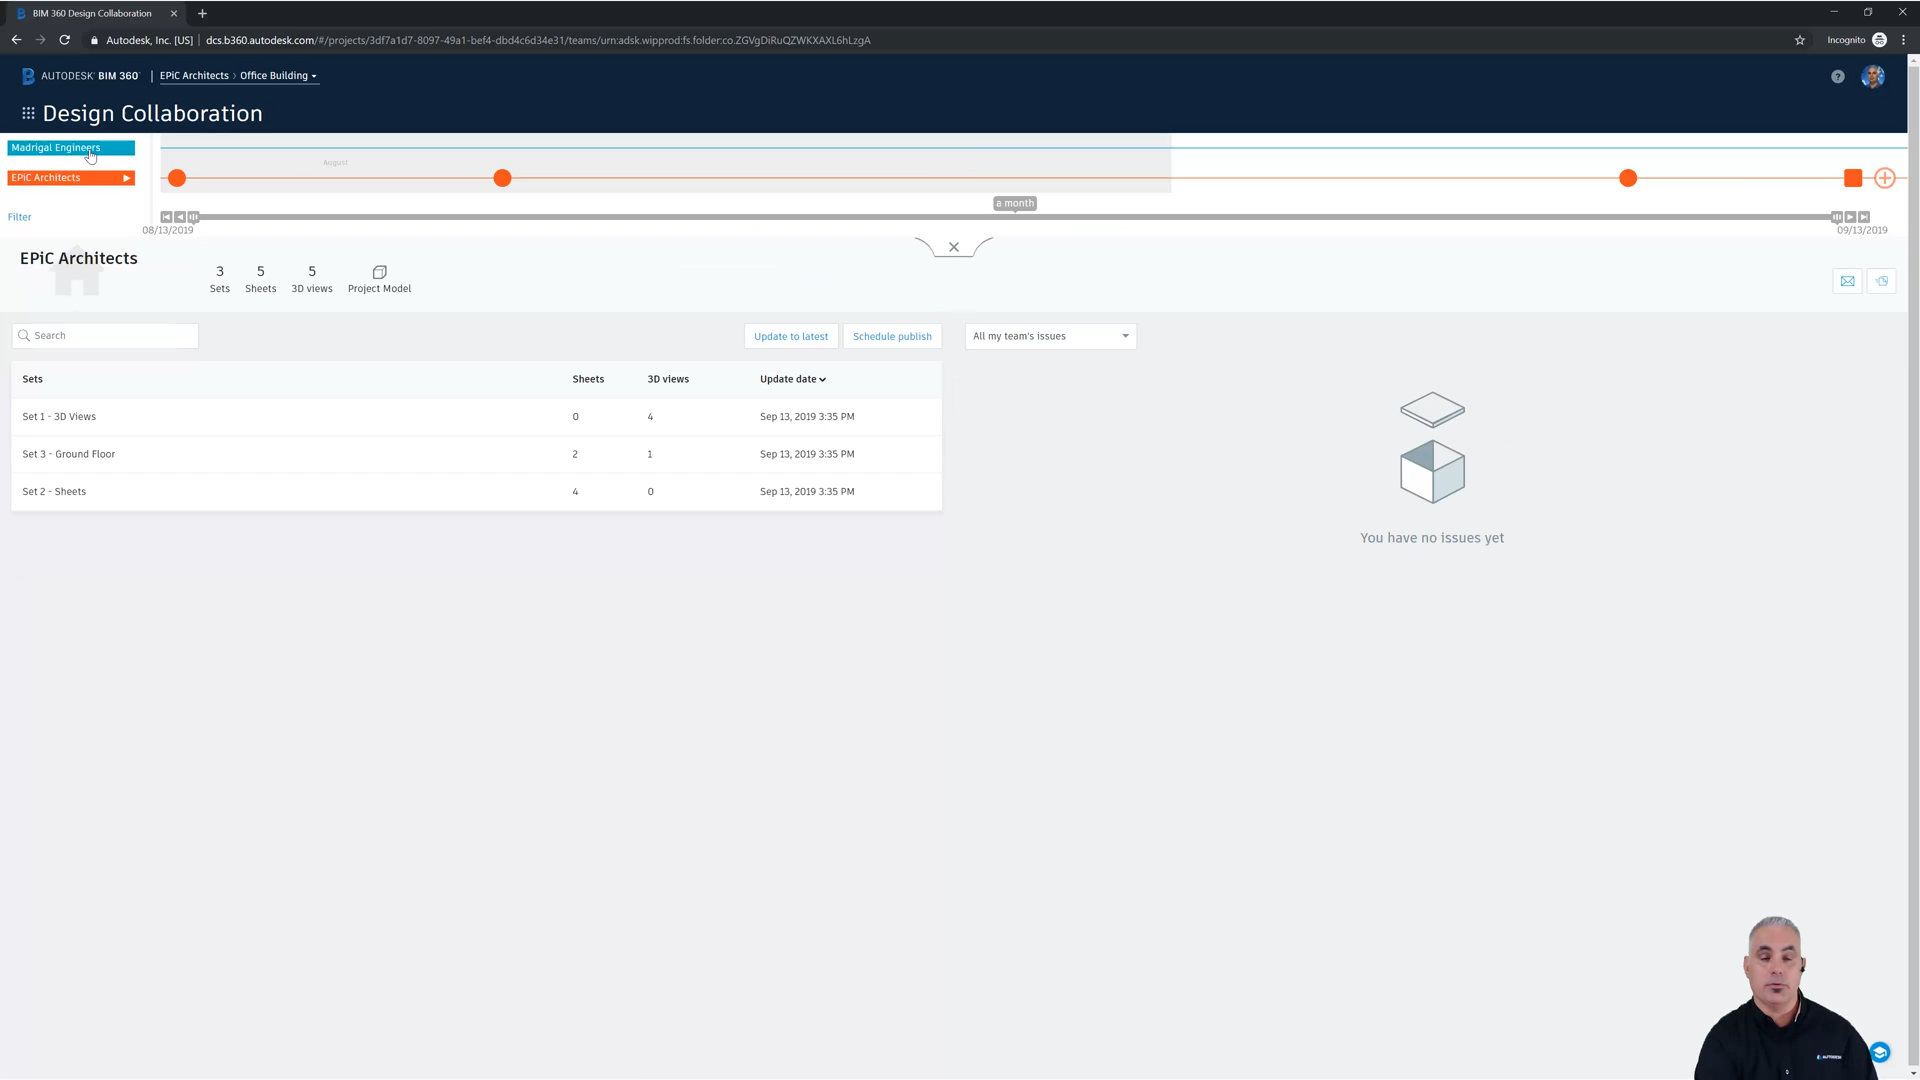 BIM 360 Design Collaboration
Autodesk, Inc. [US] | dcs.b360.autodesk.com/#/projects/3df7a1d7-8097-49a1-bef4-dbd4c6d34e31/teams/urn:adsk.wipprod:fs.folder:co.ZGVgDiRuQZWKXAXL6hLzgA
Incognito
AUTODESK® BIM 360® | EPiC Architects > Office Building
Design Collaboration
Madrigal Engineers
August
EPiC Architects
a month
Filter
08/13/2019
09/13/2019
EPiC Architects
3 5 5
Sets Sheets 3D views Project Model
Search
Update to latest
Schedule publish
All my team's issues
Sets Sheets 3D views Update date
Set 1 - 3D Views 0 4 Sep 13, 2019 3:35 PM
Set 3 - Ground Floor 2 1 Sep 13, 2019 3:35 PM
Set 2 - Sheets 4 0 Sep 13, 2019 3:35 PM
You have no issues yet
AUTODESK